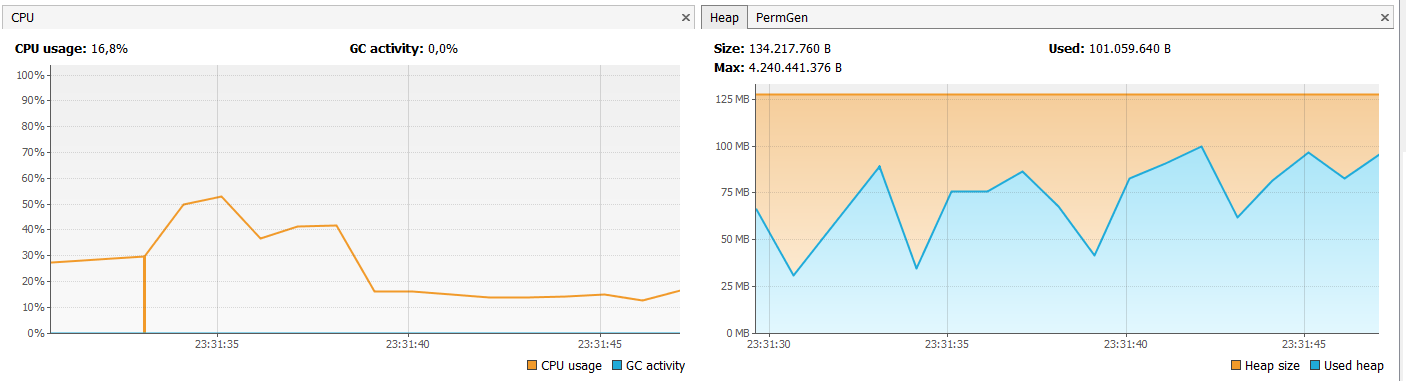 CPU
CPU usage: 16,8% GC activity: 0,0%
100%
90%
80%
70%
60%
50%
40%
30%
20%
10%
0%
23:31:35 23:31:40 23:31:45
CPU usage GC activity
Heap PermGen
Size: 134.217.760 B Used: 101.059.640 B
Max: 4.240.441.376 B
125 MB
100 MB
75 MB
50 MB
25 MB
0 MB
23:31:30 23:31:35 23:31:40 23:31:45
Heap size Used heap